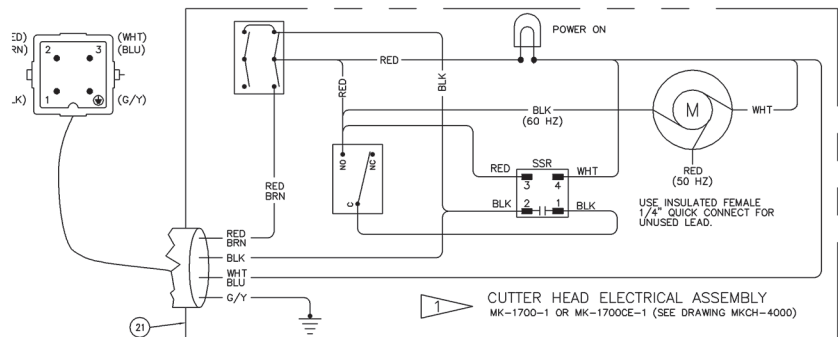 (WHT)
2
3
(BLU)
1
(G/Y)
POWER ON
RED
BLK
RED
BLK
(60 HZ)
M
WHT
NO
NC
C
RED
SSR
WHT
3
4
RED
(50 HZ)
BLK
2
1
BLK
USE INSULATED FEMALE
1/4" QUICK CONNECT FOR
UNUSED LEAD.
RED
BRN
RED
BRN
BLK
WHT
BLU
G/Y
21
1
CUTTER HEAD ELECTRICAL ASSEMBLY
MK-1700-1 OR MK-1700CE-1 (SEE DRAWING MKCH-4000)